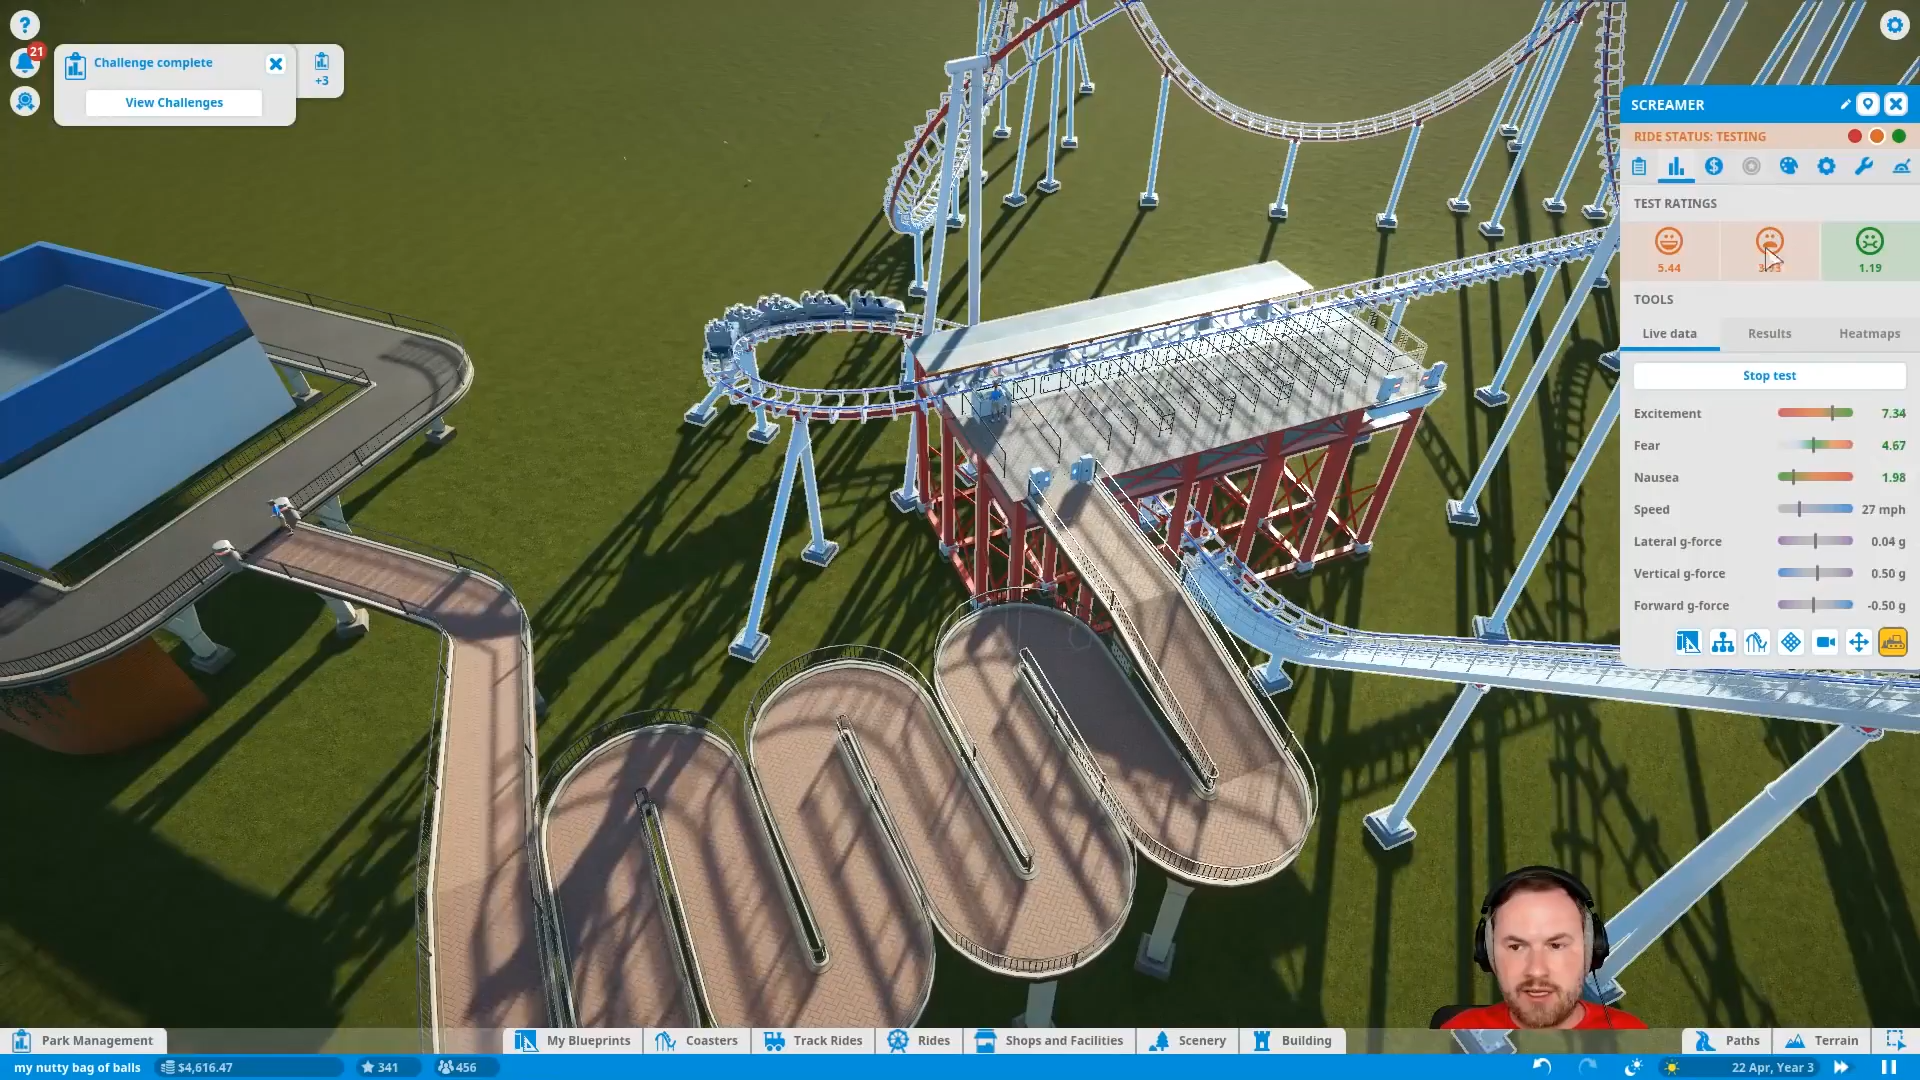 ?
21
Challenge complete
View Challenges
+3
SCREAMER
RIDE STATUS: TESTING
TEST RATINGS
5.44
1.19
TOOLS
Live data
Results
Heatmaps
Stop test
Excitement 7.34
Fear 4.67
Nausea 1.98
Speed 27 mph
Lateral g-force 0.04 g
Vertical g-force 0.50 g
Forward g-force -0.50 g
Park Management
My Blueprints
Coasters
Track Rides
Rides
Shops and Facilities
Scenery
Building
Paths
Terrain
my nutty bag of balls
$4,616.47
341
456
22 Apr, Year 3